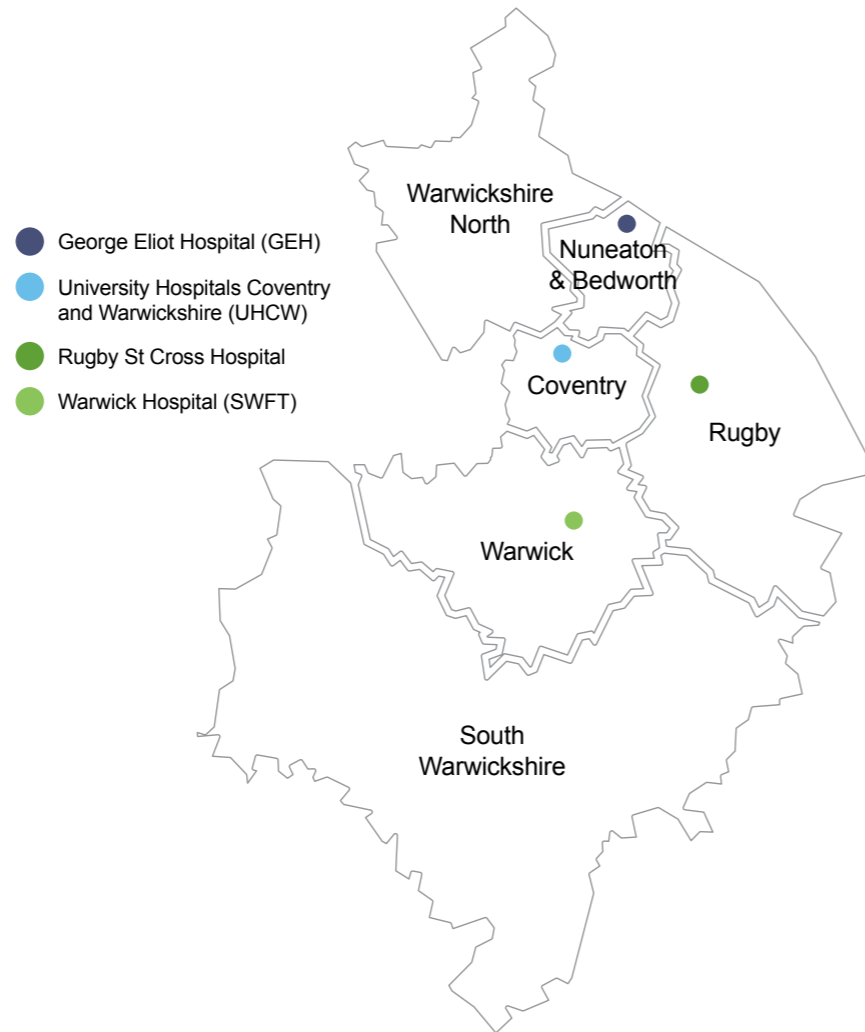 George Eliot Hospital (GEH)
University Hospitals Coventry
and Warwickshire (UHCW)
Rugby St Cross Hospital
Warwick Hospital (SWFT)
Warwickshire
North
Nuneaton
& Bedworth
Coventry
Rugby
Warwick
South
Warwickshire